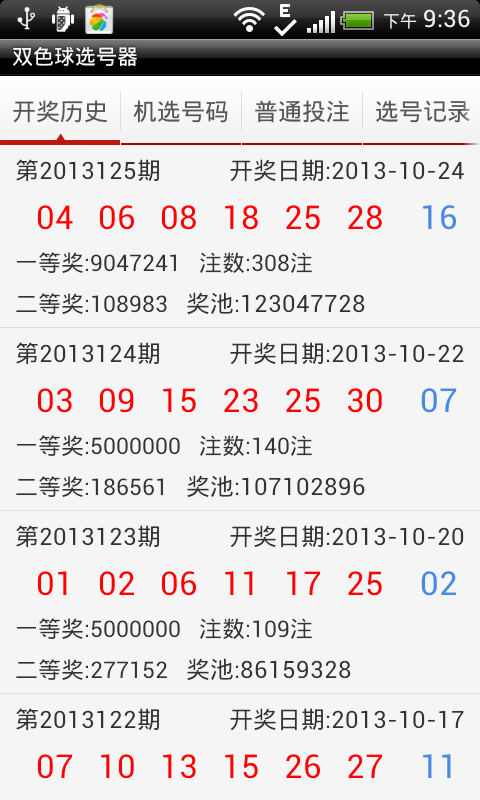 E 下午 9:36
双色球选号器
开奖历史 机选号码 普通投注 选号记录
第2013125期 开奖日期:2013-10-24
04 06 08 18 25 28 16
一等奖:9047241 注数:308注
二等奖:108983 奖池:123047728
第2013124期 开奖日期:2013-10-22
03 09 15 23 25 30 07
一等奖:5000000 注数:140注
二等奖:186561 奖池:107102896
第2013123期 开奖日期:2013-10-20
01 02 06 11 17 25 02
一等奖:5000000 注数:109注
二等奖:277152 奖池:86159328
第2013122期 开奖日期:2013-10-17
07 10 13 15 26 27 11